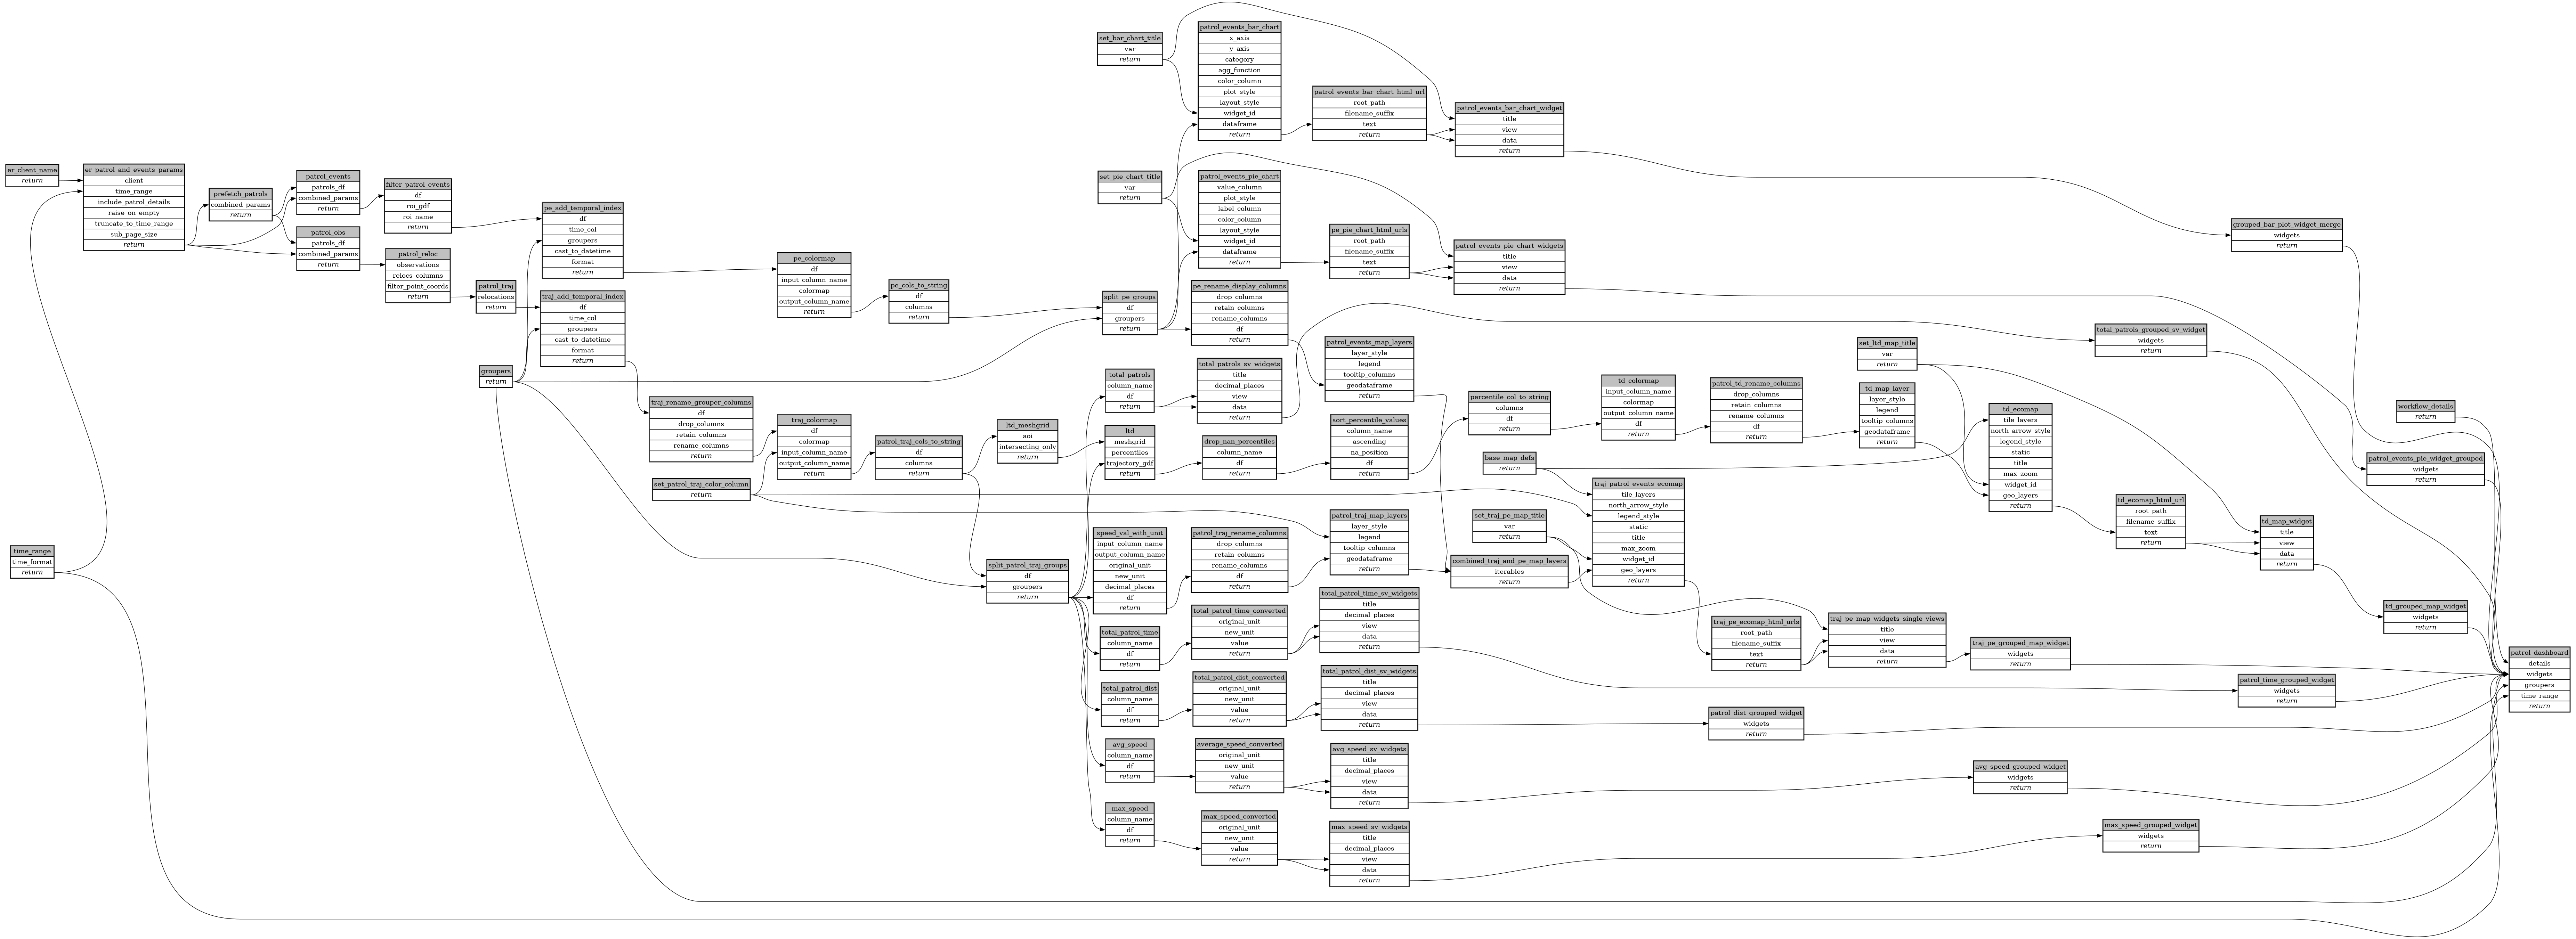 er_client_name
return
time_range
time_format
return
er_patrol_and_events_params
client
time_range
include_patrol_details
raise_on_empty
truncate_to_time_range
sub_page_size
return
prefetch_patrols
combined_params
return
patrol_events
patrols_df
combined_params
return
patrol_obs
patrols_df
combined_params
return
filter_patrol_events
df
roi_gdf
roi_name
return
patrol_reloc
observations
relocs_columns
filter_point_coords
return
patrol_traj
relocations
return
groupers
return
pe_add_temporal_index
df
time_col
groupers
cast_to_datetime
format
return
traj_add_temporal_index
df
time_col
groupers
cast_to_datetime
format
return
traj_rename_grouper_columns
df
drop_columns
retain_columns
rename_columns
return
set_patrol_traj_color_column
return
pe_colormap
df
input_column_name
colormap
output_column_name
return
traj_colormap
df
colormap
input_column_name
output_column_name
return
pe_cols_to_string
df
columns
return
patrol_traj_cols_to_string
df
columns
return
ltd_meshgrid
aoi
intersecting_only
return
split_patrol_traj_groups
df
groupers
return
set_bar_chart_title
var
return
set_pie_chart_title
var
return
split_pe_groups
df
groupers
return
total_patrols
column_name
df
return
ltd
meshgrid
percentiles
trajectory_gdf
return
speed_val_with_unit
input_column_name
output_column_name
original_unit
new_unit
decimal_places
df
return
total_patrol_time
column_name
df
return
total_patrol_dist
column_name
df
return
avg_speed
column_name
df
return
max_speed
column_name
df
return
patrol_events_bar_chart
x_axis
y_axis
category
agg_function
color_column
plot_style
layout_style
widget_id
dataframe
return
patrol_events_pie_chart
value_column
plot_style
label_column
color_column
layout_style
widget_id
dataframe
return
pe_rename_display_columns
drop_columns
retain_columns
rename_columns
df
return
total_patrols_sv_widgets
title
decimal_places
view
data
return
drop_nan_percentiles
column_name
df
return
patrol_traj_rename_columns
drop_columns
retain_columns
rename_columns
df
return
total_patrol_time_converted
original_unit
new_unit
value
return
total_patrol_dist_converted
original_unit
new_unit
value
return
average_speed_converted
original_unit
new_unit
value
return
max_speed_converted
original_unit
new_unit
value
return
patrol_events_bar_chart_html_url
root_path
filename_suffix
text
return
pe_pie_chart_html_urls
root_path
filename_suffix
text
return
patrol_events_map_layers
layer_style
legend
tooltip_columns
geodataframe
return
sort_percentile_values
column_name
ascending
na_position
df
return
patrol_traj_map_layers
layer_style
legend
tooltip_columns
geodataframe
return
total_patrol_time_sv_widgets
title
decimal_places
view
data
return
total_patrol_dist_sv_widgets
title
decimal_places
view
data
return
avg_speed_sv_widgets
title
decimal_places
view
data
return
max_speed_sv_widgets
title
decimal_places
view
data
return
patrol_events_bar_chart_widget
title
view
data
return
patrol_events_pie_chart_widgets
title
view
data
return
percentile_col_to_string
columns
df
return
base_map_defs
return
set_traj_pe_map_title
var
return
combined_traj_and_pe_map_layers
iterables
return
td_colormap
input_column_name
colormap
output_column_name
df
return
traj_patrol_events_ecomap
tile_layers
north_arrow_style
legend_style
static
title
max_zoom
widget_id
geo_layers
return
patrol_td_rename_columns
drop_columns
retain_columns
rename_columns
df
return
traj_pe_ecomap_html_urls
root_path
filename_suffix
text
return
patrol_dist_grouped_widget
widgets
return
set_ltd_map_title
var
return
td_map_layer
layer_style
legend
tooltip_columns
geodataframe
return
traj_pe_map_widgets_single_views
title
view
data
return
td_ecomap
tile_layers
north_arrow_style
legend_style
static
title
max_zoom
widget_id
geo_layers
return
traj_pe_grouped_map_widget
widgets
return
avg_speed_grouped_widget
widgets
return
total_patrols_grouped_sv_widget
widgets
return
td_ecomap_html_url
root_path
filename_suffix
text
return
max_speed_grouped_widget
widgets
return
grouped_bar_plot_widget_merge
widgets
return
td_map_widget
title
view
data
return
patrol_time_grouped_widget
widgets
return
workflow_details
return
patrol_events_pie_widget_grouped
widgets
return
td_grouped_map_widget
widgets
return
patrol_dashboard
details
widgets
groupers
time_range
return